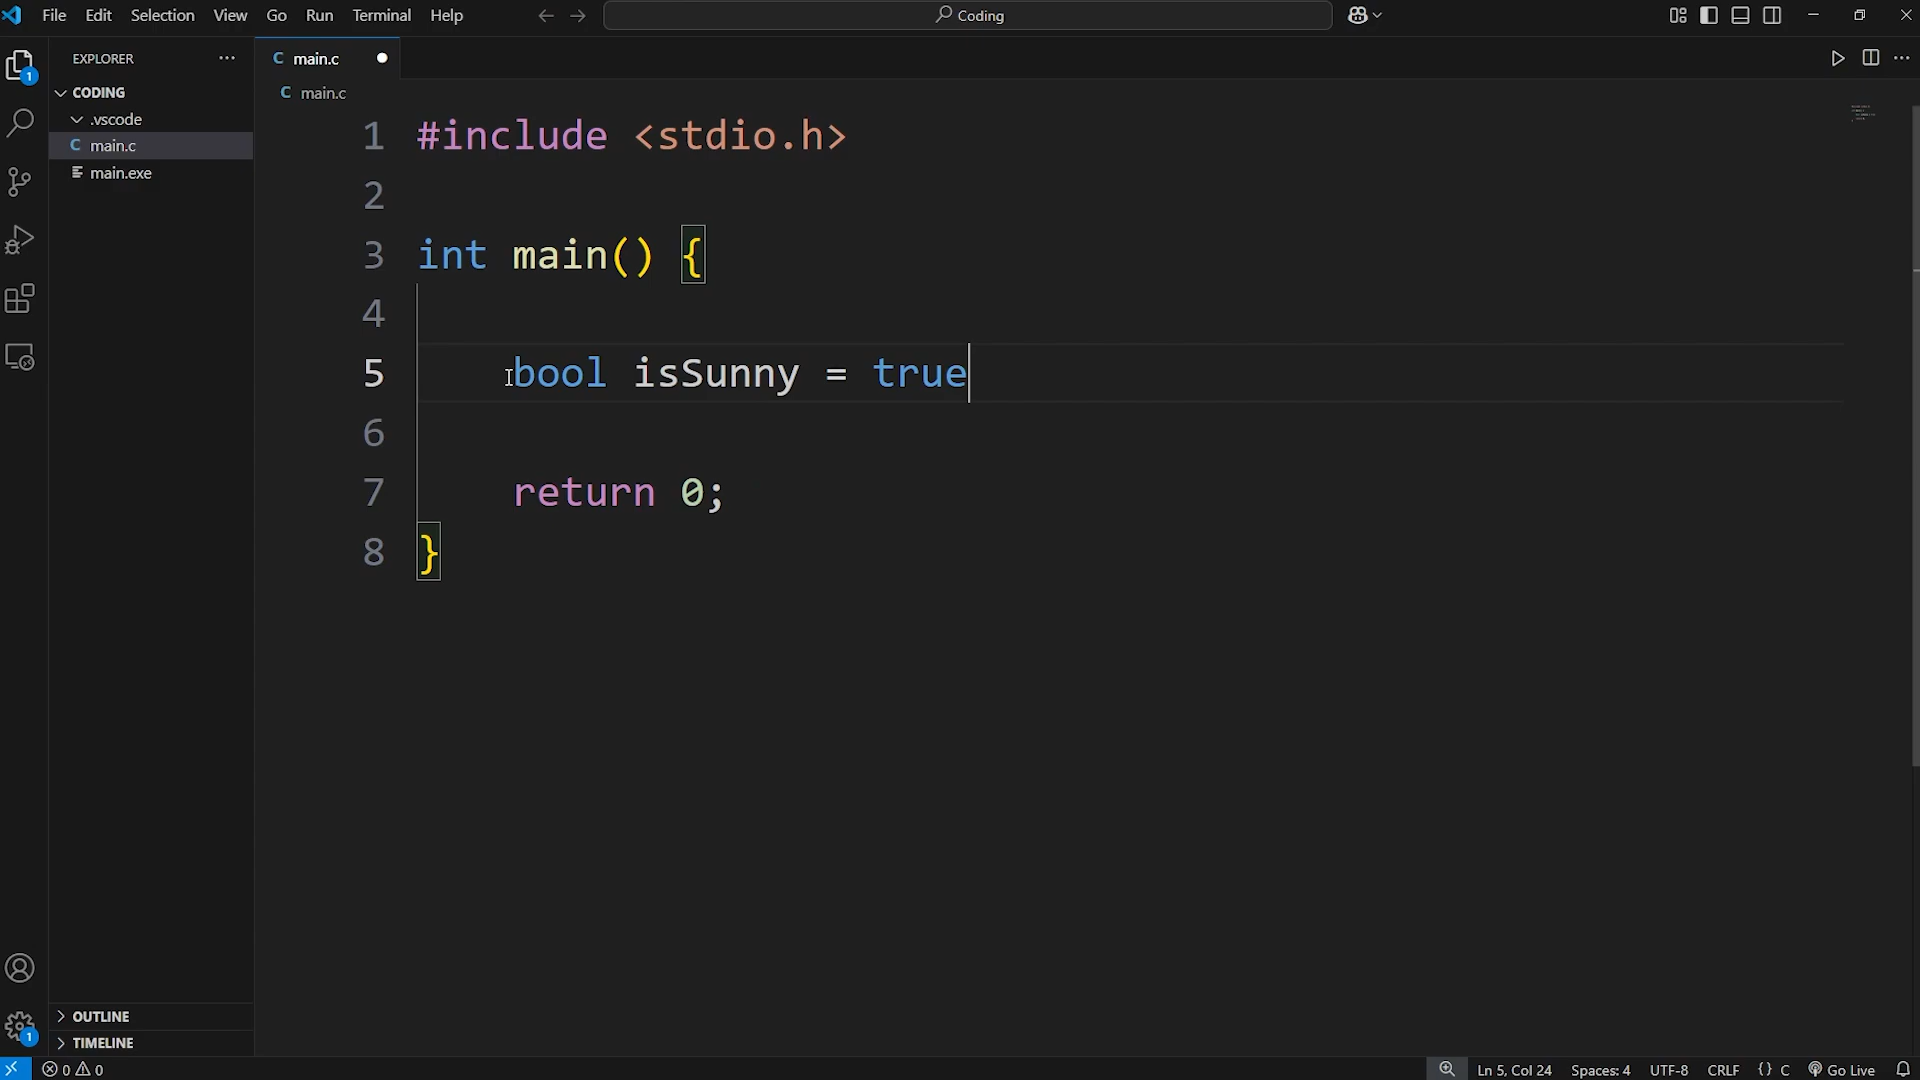 File Edit Selection View Go Run Terminal Help
Coding
EXPLORER
CODING
.vscode
main.c
main.exe
OUTLINE
TIMELINE
1
1
main.c
main.c
1 #include <stdio.h>
2
3 int main() {
4
5 bool isSunny = true
6
7 return 0;
8 }
0 0
Ln 5, Col 24 Spaces: 4 UTF-8 CRLF {} C Go Live